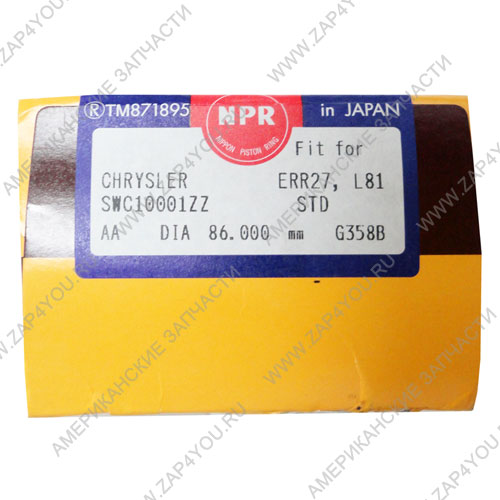 ®TM871895 NPR in JAPAN
NIPPON PISTON RING
Fit for
CHRYSLER ERR27, L81
SWC10001ZZ STD
AA DIA 86.000 mm G358B
WWW.ZAP4YOU.RU
АМЕРИКАНСКИЕ ЗАПЧАСТИ